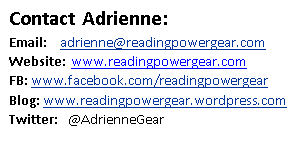 Contact Adrienne:
Email: adrienne@readingpowergear.com
Website: www.readingpowergear.com
FB: www.facebook.com/readingpowergear
Blog: www.readingpowergear.wordpress.com
Twitter: @AdrienneGear